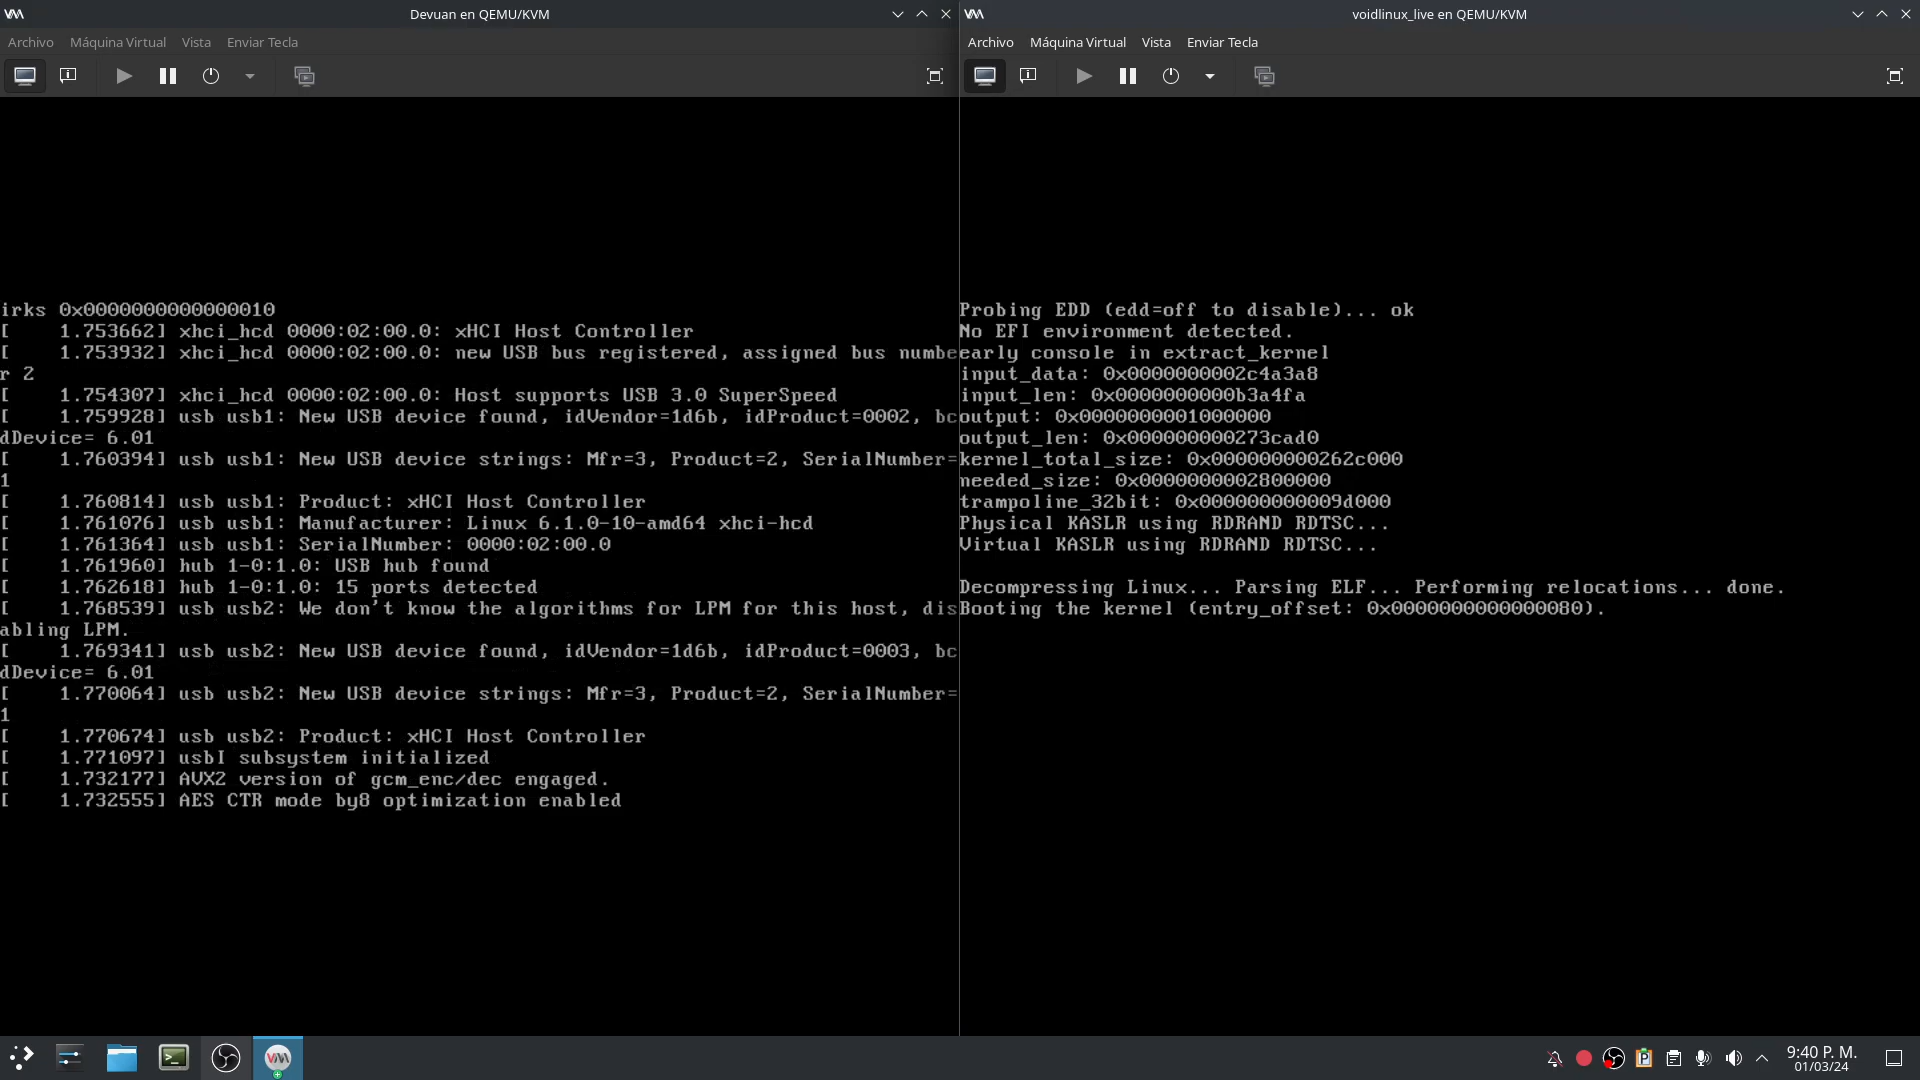 Devuan en QEMU/KVM
Archivo Máquina Virtual Vista Enviar Tecla
irks 0x0000000000000010
[    1.753662] xhci_hcd 0000:02:00.0: xHCI Host Controller
[    1.753932] xhci_hcd 0000:02:00.0: new USB bus registered, assigned bus numbe
r 2
[    1.754307] xhci_hcd 0000:02:00.0: Host supports USB 3.0 SuperSpeed
[    1.759928] usb usb1: New USB device found, idVendor=1d6b, idProduct=0002, bc
dDevice= 6.01
[    1.760394] usb usb1: New USB device strings: Mfr=3, Product=2, SerialNumber=
1
[    1.760814] usb usb1: Product: xHCI Host Controller
[    1.761076] usb usb1: Manufacturer: Linux 6.1.0-10-amd64 xhci-hcd
[    1.761364] usb usb1: SerialNumber: 0000:02:00.0
[    1.761960] hub 1-0:1.0: USB hub found
[    1.762618] hub 1-0:1.0: 15 ports detected
[    1.768539] usb usb2: We don't know the algorithms for LPM for this host, dis
abling LPM.
[    1.769341] usb usb2: New USB device found, idVendor=1d6b, idProduct=0003, bc
dDevice= 6.01
[    1.770064] usb usb2: New USB device strings: Mfr=3, Product=2, SerialNumber=
1
[    1.770674] usb usb2: Product: xHCI Host Controller
[    1.771097] usbI subsystem initialized
[    1.732177] AVX2 version of gcm_enc/dec engaged.
[    1.732555] AES CTR mode by8 optimization enabled
voidlinux_live en QEMU/KVM
Archivo Máquina Virtual Vista Enviar Tecla
Probing EDD (edd=off to disable)... ok
No EFI environment detected.
early console in extract_kernel
input_data: 0x0000000002c4a3a8
input_len: 0x0000000000b3a4fa
output: 0x0000000001000000
output_len: 0x000000000273cad0
kernel_total_size: 0x000000000262c000
needed_size: 0x0000000002800000
trampoline_32bit: 0x000000000009d000
Physical KASLR using RDRAND RDTSC...
Virtual KASLR using RDRAND RDTSC...
Decompressing Linux... Parsing ELF... Performing relocations... done.
Booting the kernel (entry_offset: 0x0000000000000080).
9:40 P. M.
01/03/24